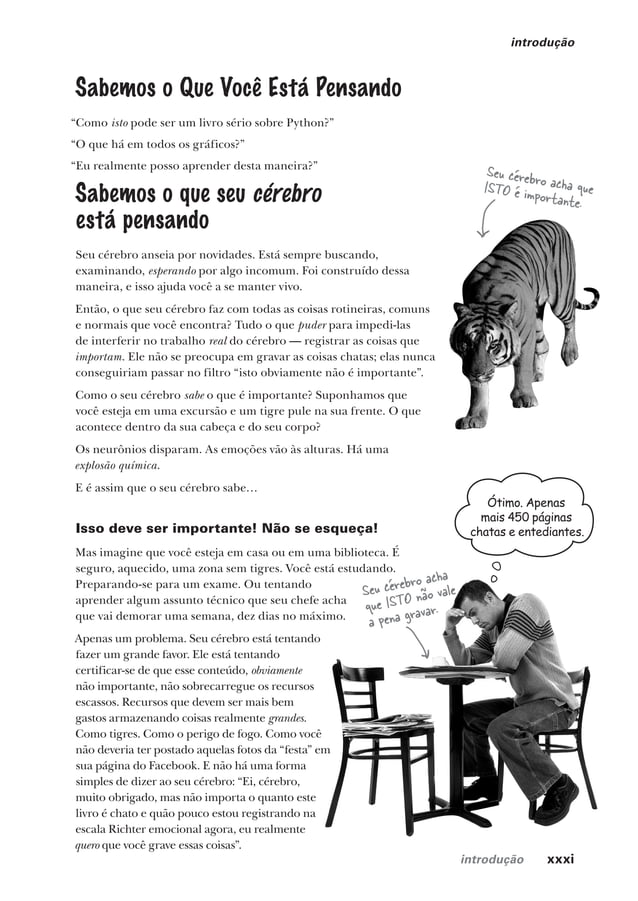 introdução
Sabemos o Que Você Está Pensando
“Como isto pode ser um livro sério sobre Python?”
“O que há em todos os gráficos?”
“Eu realmente posso aprender desta maneira?”
Sabemos o que seu cérebro
está pensando
Seu cérebro acha que
ISTO é importante.
Seu cérebro anseia por novidades. Está sempre buscando,
examinando, esperando por algo incomum. Foi construído dessa
maneira, e isso ajuda você a se manter vivo.
Então, o que seu cérebro faz com todas as coisas rotineiras, comuns
e normais que você encontra? Tudo o que puder para impedi-las
de interferir no trabalho real do cérebro — registrar as coisas que
importam. Ele não se preocupa em gravar as coisas chatas; elas nunca
conseguiriam passar no filtro “isto obviamente não é importante”.
Como o seu cérebro sabe o que é importante? Suponhamos que
você esteja em uma excursão e um tigre pule na sua frente. O que
acontece dentro da sua cabeça e do seu corpo?
Os neurônios disparam. As emoções vão às alturas. Há uma
explosão química.
E é assim que o seu cérebro sabe…
Ótimo. Apenas
mais 450 páginas
chatas e entediantes.
Isso deve ser importante! Não se esqueça!
Mas imagine que você esteja em casa ou em uma biblioteca. É
seguro, aquecido, uma zona sem tigres. Você está estudando.
Preparando-se para um exame. Ou tentando
aprender algum assunto técnico que seu chefe acha
que vai demorar uma semana, dez dias no máximo.
Seu cérebro acha
que ISTO não vale
a pena gravar.
Apenas um problema. Seu cérebro está tentando
fazer um grande favor. Ele está tentando
certificar-se de que esse conteúdo, obviamente
não importante, não sobrecarregue os recursos
escassos. Recursos que devem ser mais bem
gastos armazenando coisas realmente grandes.
Como tigres. Como o perigo de fogo. Como você
não deveria ter postado aquelas fotos da “festa” em
sua página do Facebook. E não há uma forma
simples de dizer ao seu cérebro: “Ei, cérebro,
muito obrigado, mas não importa o quanto este
livro é chato e quão pouco estou registrando na
escala Richter emocional agora, eu realmente
quero que você grave essas coisas”.
introdução xxxi